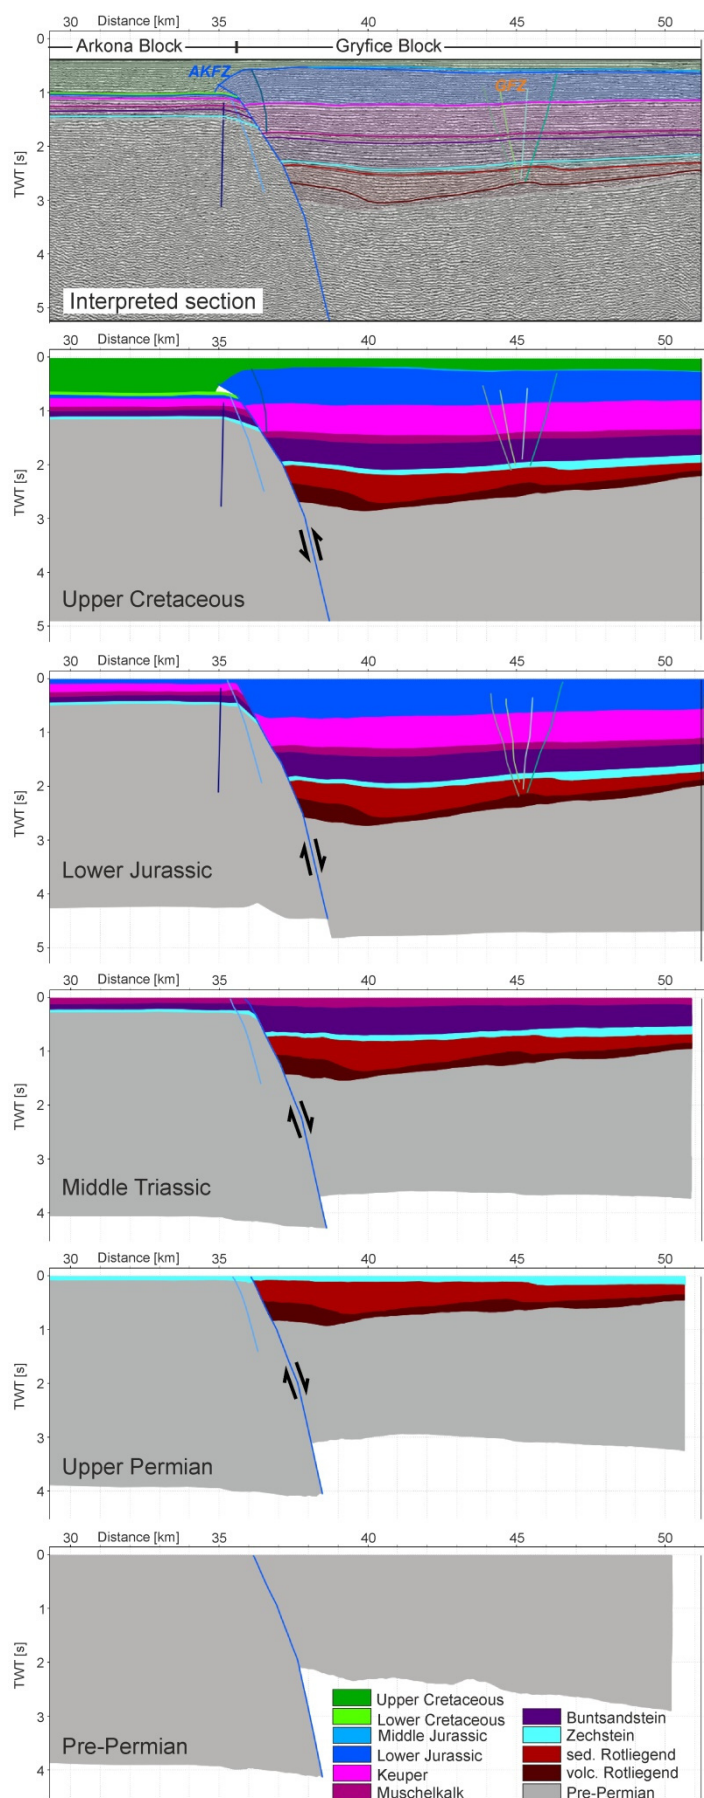 30 Distance [km] 35 40 45 50
Arkona Block Gryfice Block
AKFZ
GFZ
TWT [s]
0
1
2
3
4
5
Interpreted section
30 Distance [km] 35 40 45 50
TWT [s]
0
1
2
3
4
5
Upper Cretaceous
30 Distance [km] 35 40 45 50
TWT [s]
0
1
2
3
4
5
Lower Jurassic
30 Distance [km] 35 40 45 50
TWT [s]
0
1
2
3
4
Middle Triassic
30 Distance [km] 35 40 45 50
TWT [s]
0
1
2
3
4
Upper Permian
30 Distance [km] 35 40 45 50
TWT [s]
0
1
2
3
4
Pre-Permian
Upper Cretaceous
Lower Cretaceous
Middle Jurassic
Lower Jurassic
Keuper
Muschelkalk
Buntsandstein
Zechstein
sed. Rotliegend
volc. Rotliegend
Pre-Permian